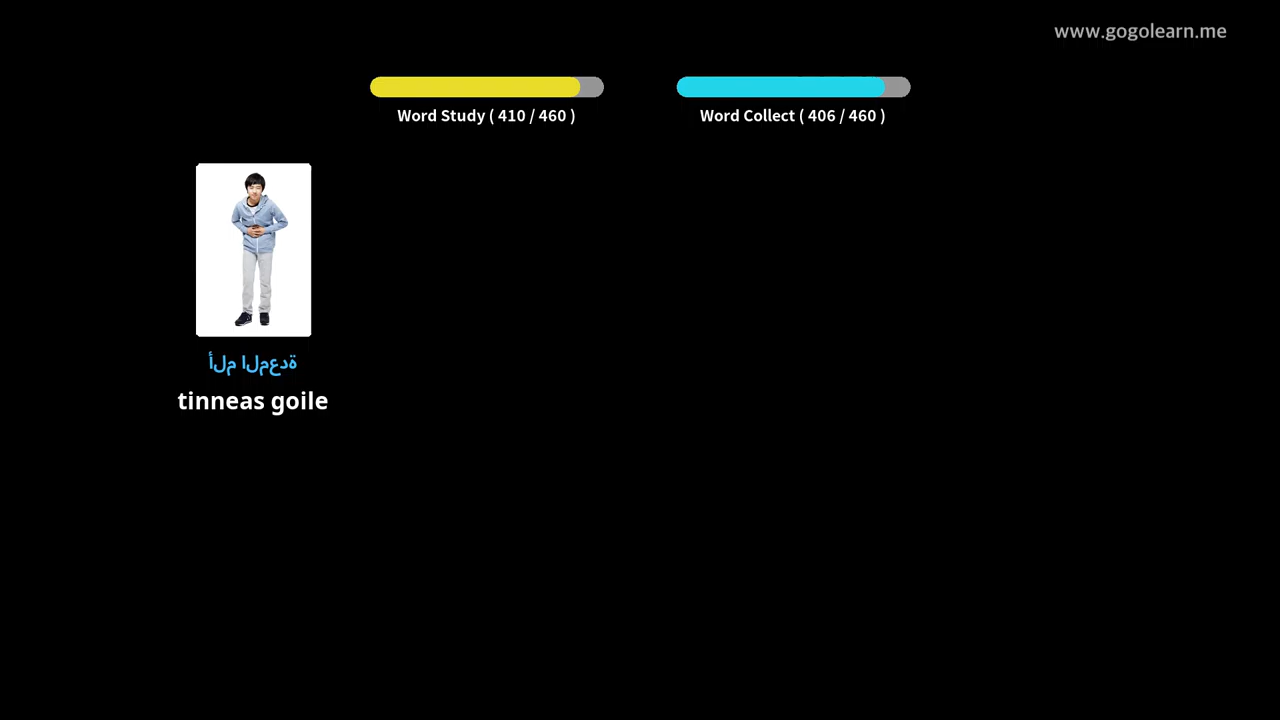 www.gogolearn.me
Word Study ( 410 / 460 )
Word Collect ( 406 / 460 )
ألم المعدة
tinneas goile